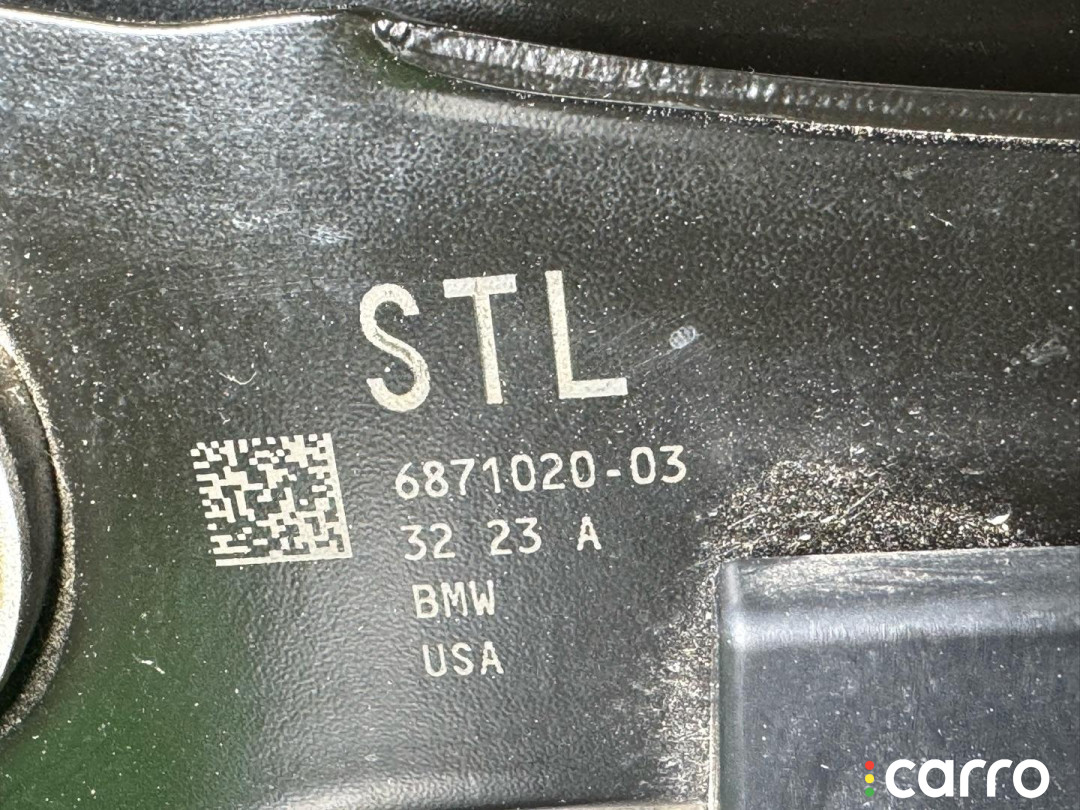 STL
6871020-03
32 23 A
BMW
USA
carro